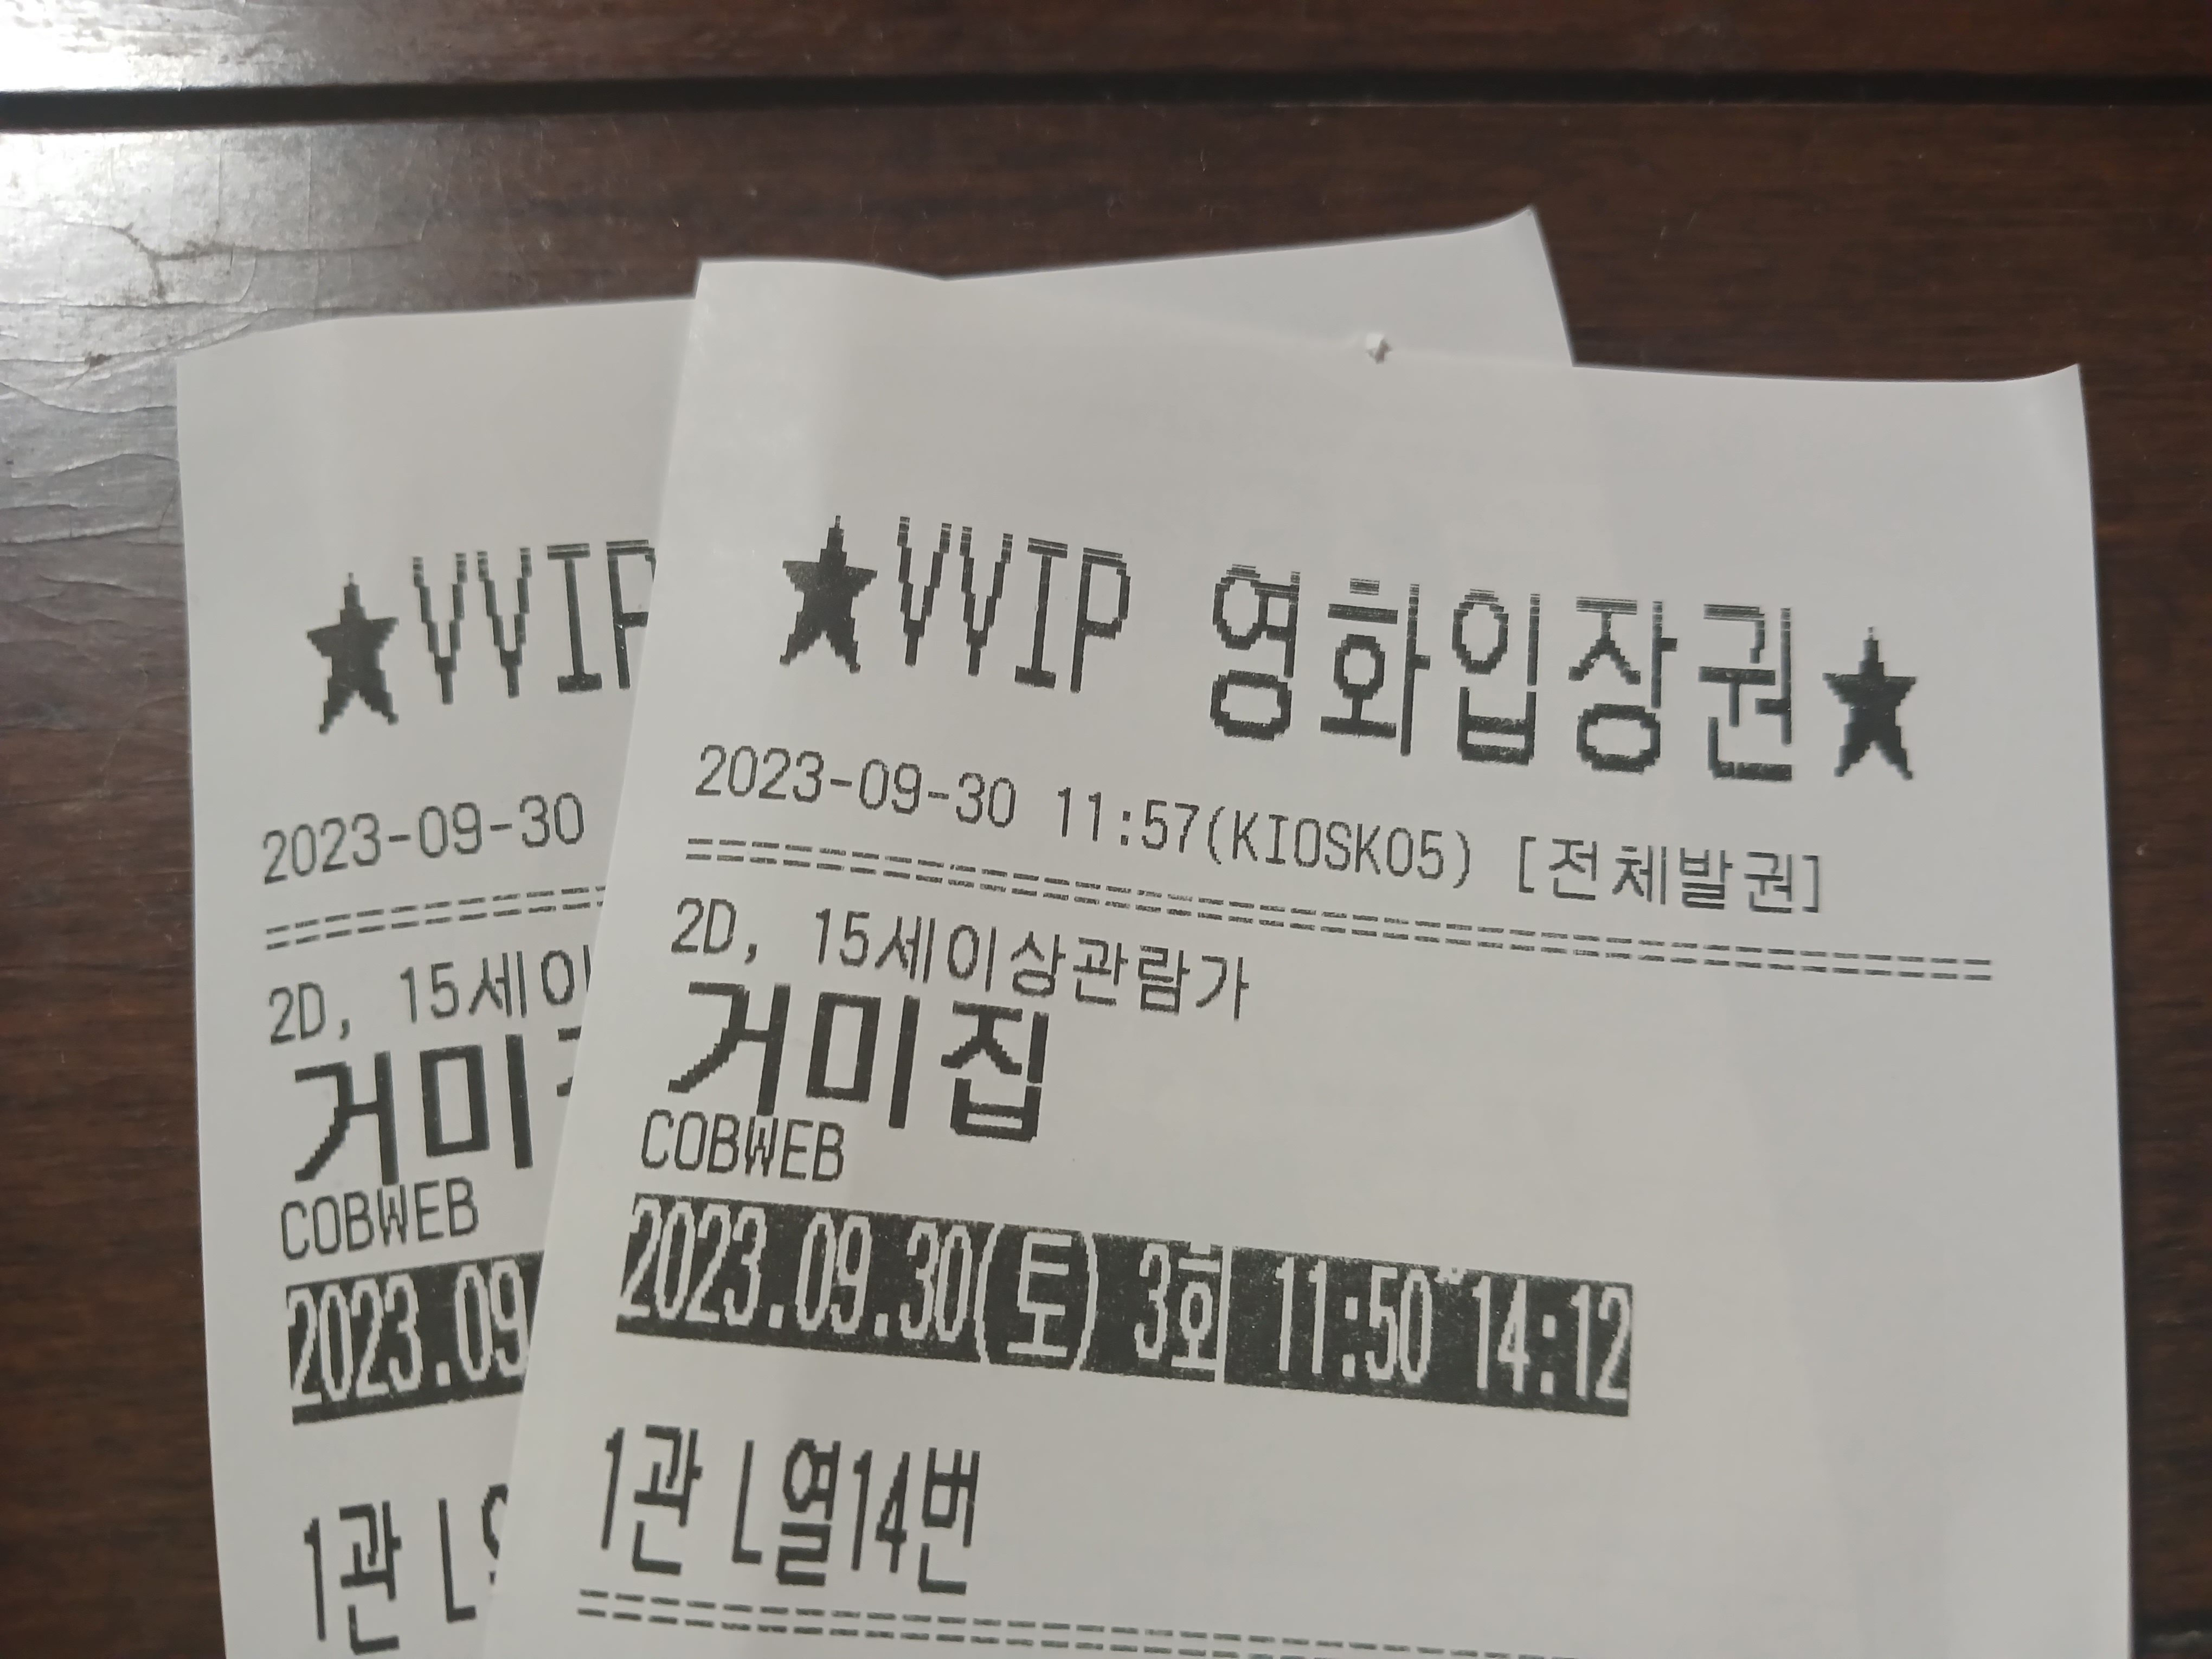 ★VVIP
2023-09-30
2D, 15세이
거미
COBWEB
2023.09
1관 L
★VVIP 영화입장권★
2023-09-30 11:57(KIOSK05) [전체발권]
2D, 15세이상관람가
거미집
COBWEB
2023.09.30(토) 3회 11:50~14:12
1관 L열14번